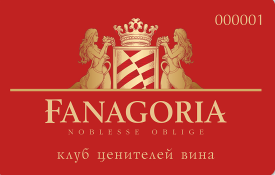 000001
FANAGORIA
NOBLESSE OBLIGE
клуб ценителей вина